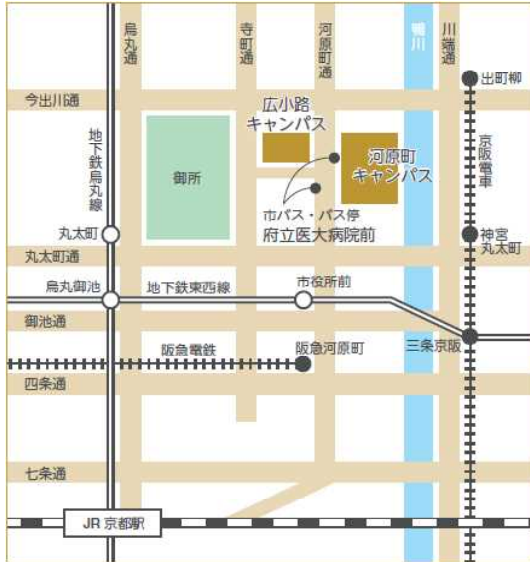 烏丸通
寺町通
河原町通
鴨川
川端通
出町柳
今出川通
広小路
キャンパス
地下鉄烏丸線
御所
河原町
キャンパス
京阪電車
市バス・バス停
府立医大病院前
丸太町
神宮
丸太町
丸太町通
烏丸御池
地下鉄東西線
市役所前
御池通
三条京阪
阪急電鉄
阪急河原町
四条通
七条通
JR 京都駅